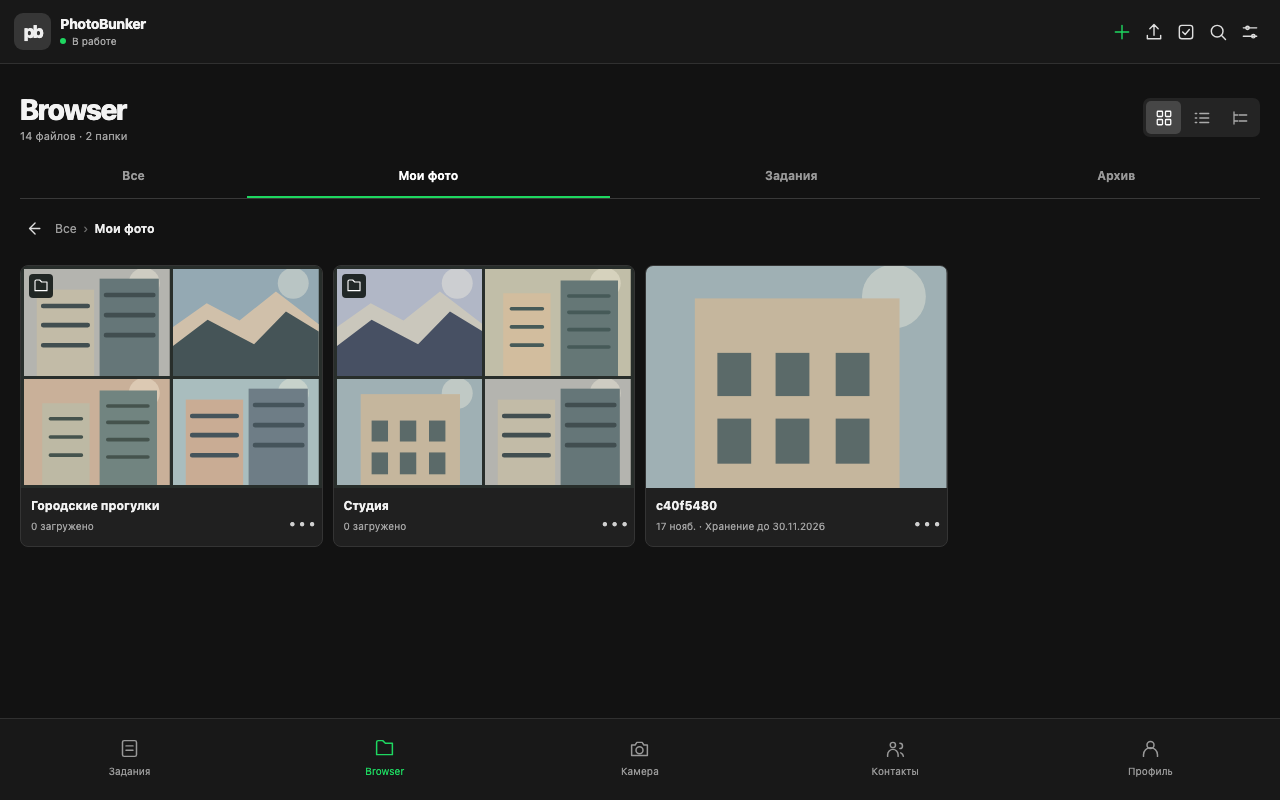 pb
PhotoBunker
В работе
Browser
14 файлов · 2 папки
Все
Мои фото
Задания
Архив
Все › Мои фото
Городские прогулки
0 загружено
Студия
0 загружено
c40f5480
17 нояб. · Хранение до 30.11.2026
Задания
Browser
Камера
Контакты
Профиль